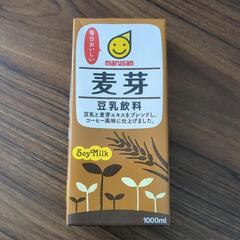 毎日おいしい
marusan
麦芽
豆乳飲料
豆乳と麦芽エキスをブレンドし、
コーヒー風味に仕上げました。
Soy Milk
1000ml